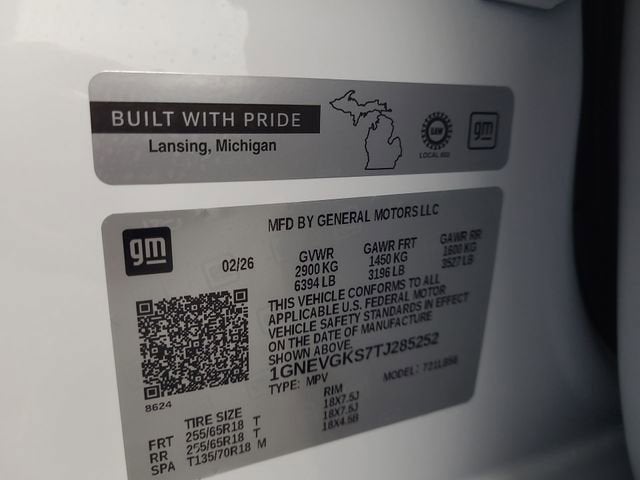 BUILT WITH PRIDE
Lansing, Michigan
UAW
LOCAL 602
gm
MFD BY GENERAL MOTORS LLC
gm
02/26
GVWR GAWR FRT GAWR RR
2900 KG 1450 KG 1600 KG
6394 LB 3196 LB 3527 LB
THIS VEHICLE CONFORMS TO ALL
APPLICABLE U.S. FEDERAL MOTOR
VEHICLE SAFETY STANDARDS IN EFFECT
ON THE DATE OF MANUFACTURE
SHOWN ABOVE.
1GNEVGKS7TJ285252
TYPE: MPV MODEL:
8624
TIRE SIZE RIM
FRT 255/65R18 T 18X7.5J
RR 255/65R18 T 18X7.5J
SPA T135/70R18 M 18X4.5B